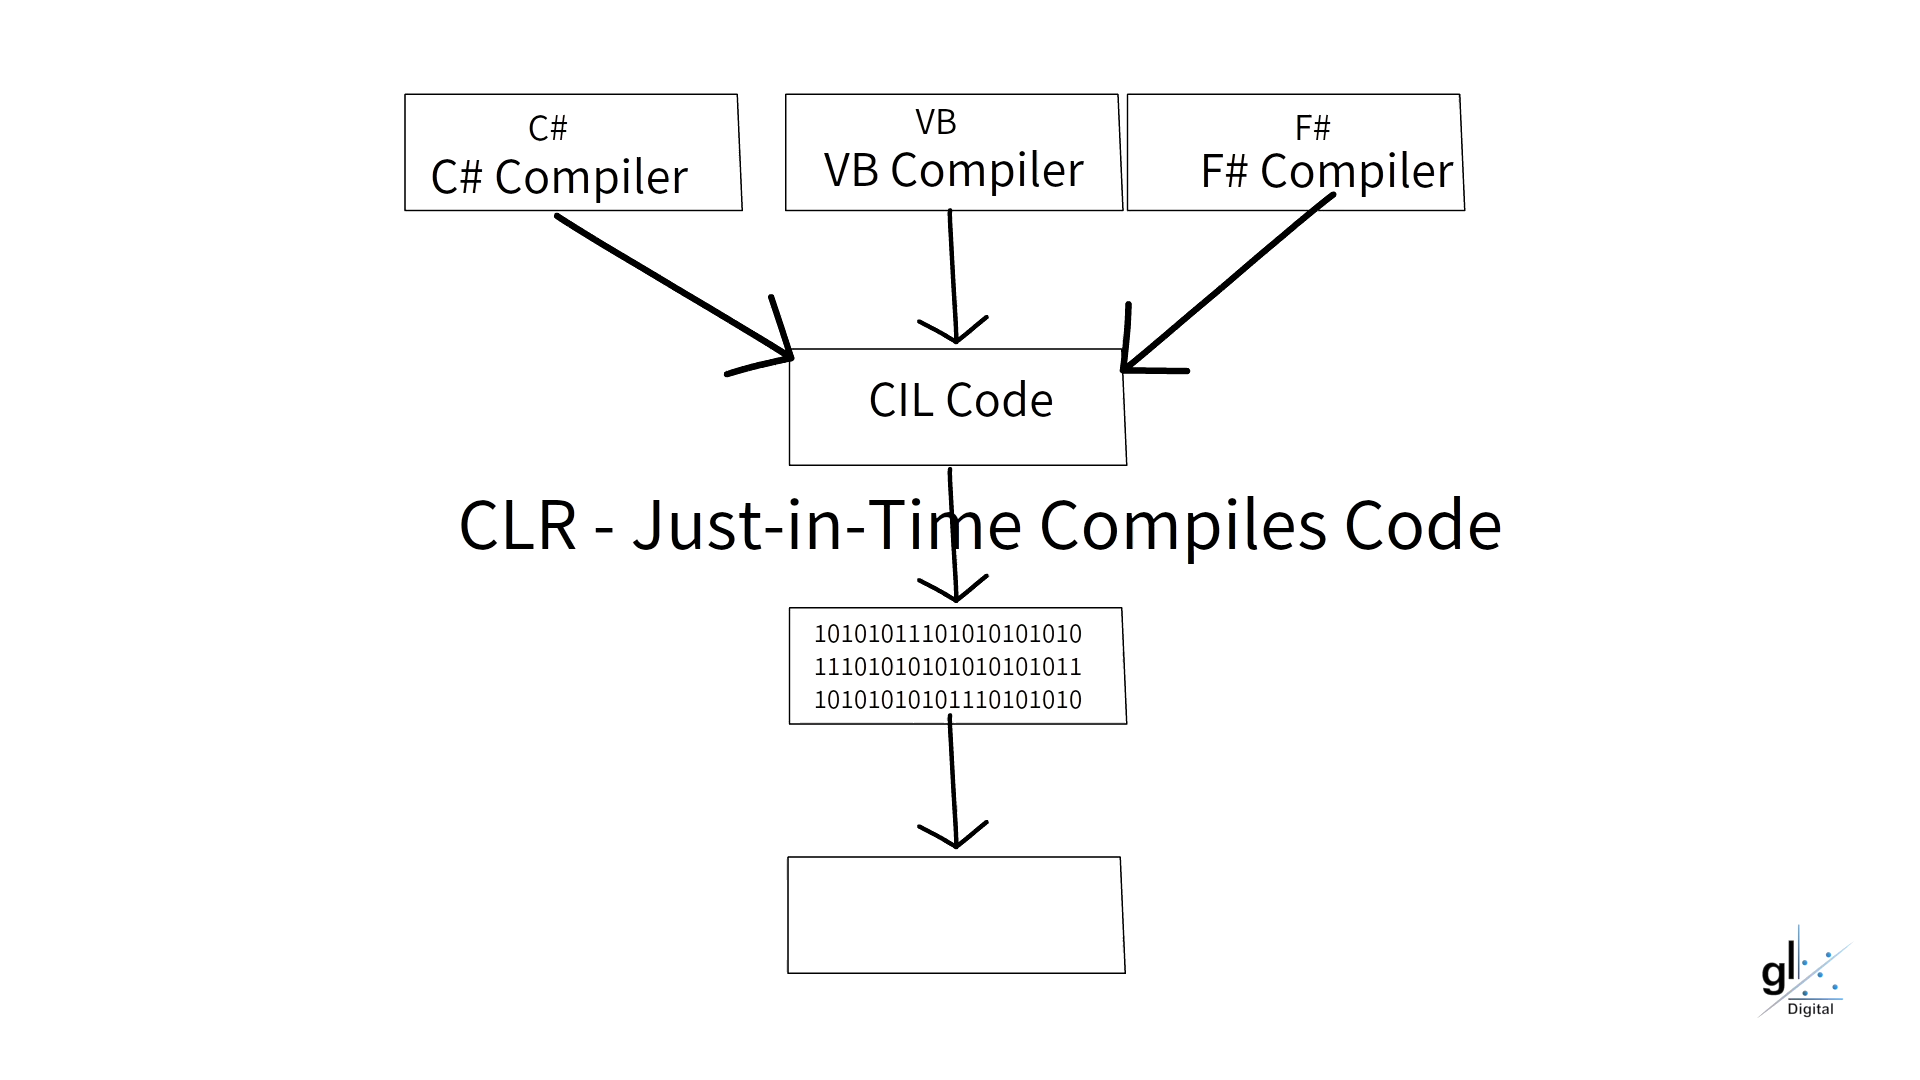 C#
C# Compiler
VB
VB Compiler
F#
F# Compiler
CIL Code
CLR - Just-in-Time Compiles Code
10101011101010101010
11101010101010101011
10101010101110101010
gl
Digital